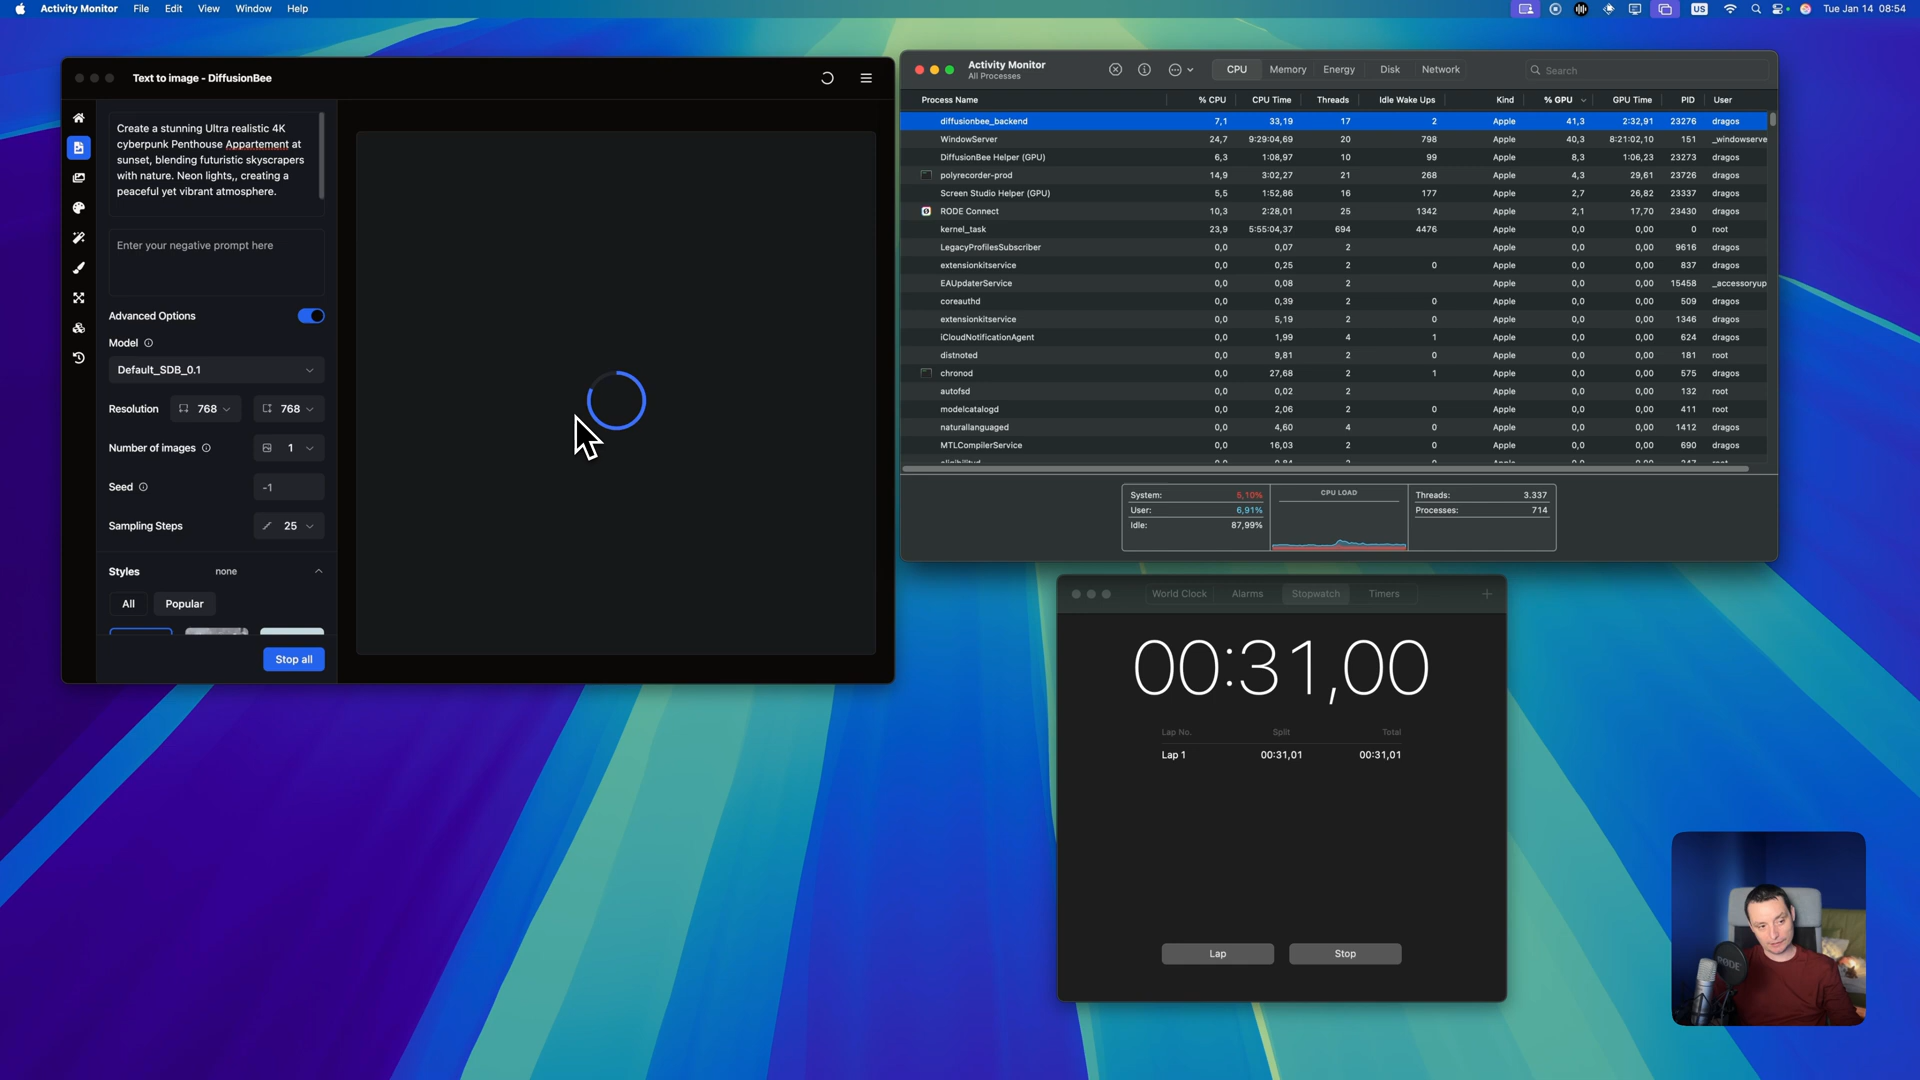 Activity Monitor File Edit View Window Help
US Tue Jan 14 08:54
Text to image - DiffusionBee
Create a stunning Ultra realistic 4K
cyberpunk Penthouse Appartement at
sunset, blending futuristic skyscrapers
with nature. Neon lights,, creating a
peaceful yet vibrant atmosphere.
Enter your negative prompt here
Advanced Options
Model
Default_SDB_0.1
Resolution 768 768
Number of images 1
Seed -1
Sampling Steps 25
Styles none
All Popular
Stop all
Activity Monitor
All Processes
CPU Memory Energy Disk Network
Search
Process Name % CPU CPU Time Threads Idle Wake Ups Kind % GPU GPU Time PID User
diffusionbee_backend 7,1 33,19 17 2 Apple 41,3 2:32,91 23276 dragos
WindowServer 24,7 9:29:04,69 20 798 Apple 40,3 8:21:02,10 151 _windowserve
DiffusionBee Helper (GPU) 6,3 1:08,97 10 99 Apple 8,3 1:06,23 23273 dragos
polyrecorder-prod 14,9 3:02,27 21 268 Apple 4,3 29,61 23726 dragos
Screen Studio Helper (GPU) 5,5 1:52,86 16 177 Apple 2,7 26,82 23337 dragos
RODE Connect 10,3 2:28,01 25 1342 Apple 2,1 17,70 23430 dragos
kernel_task 23,9 5:55:04,37 694 4476 Apple 0,0 0,00 0 root
LegacyProfilesSubscriber 0,0 0,07 2 Apple 0,0 0,00 9616 dragos
extensionkitservice 0,0 0,25 2 0 Apple 0,0 0,00 837 dragos
EAUpdaterService 0,0 0,08 2 Apple 0,0 0,00 15458 _accessoryup
coreauthd 0,0 0,39 2 0 Apple 0,0 0,00 509 dragos
extensionkitservice 0,0 5,19 2 0 Apple 0,0 0,00 1346 dragos
iCloudNotificationAgent 0,0 1,99 4 1 Apple 0,0 0,00 624 dragos
distnoted 0,0 9,81 2 0 Apple 0,0 0,00 181 root
chronod 0,0 27,68 2 1 Apple 0,0 0,00 575 dragos
autofsd 0,0 0,02 2 Apple 0,0 0,00 132 root
modelcatalogd 0,0 2,06 2 0 Apple 0,0 0,00 411 root
naturallanguaged 0,0 4,60 4 0 Apple 0,0 0,00 1412 dragos
MTLCompilerService 0,0 16,03 2 0 Apple 0,0 0,00 690 dragos
System: 5,10%
User: 6,91%
Idle: 87,99%
CPU LOAD
Threads: 3.337
Processes: 714
World Clock Alarms Stopwatch Timers
00:31,00
Lap No. Split Total
Lap 1 00:31,01 00:31,01
Lap Stop
RODE